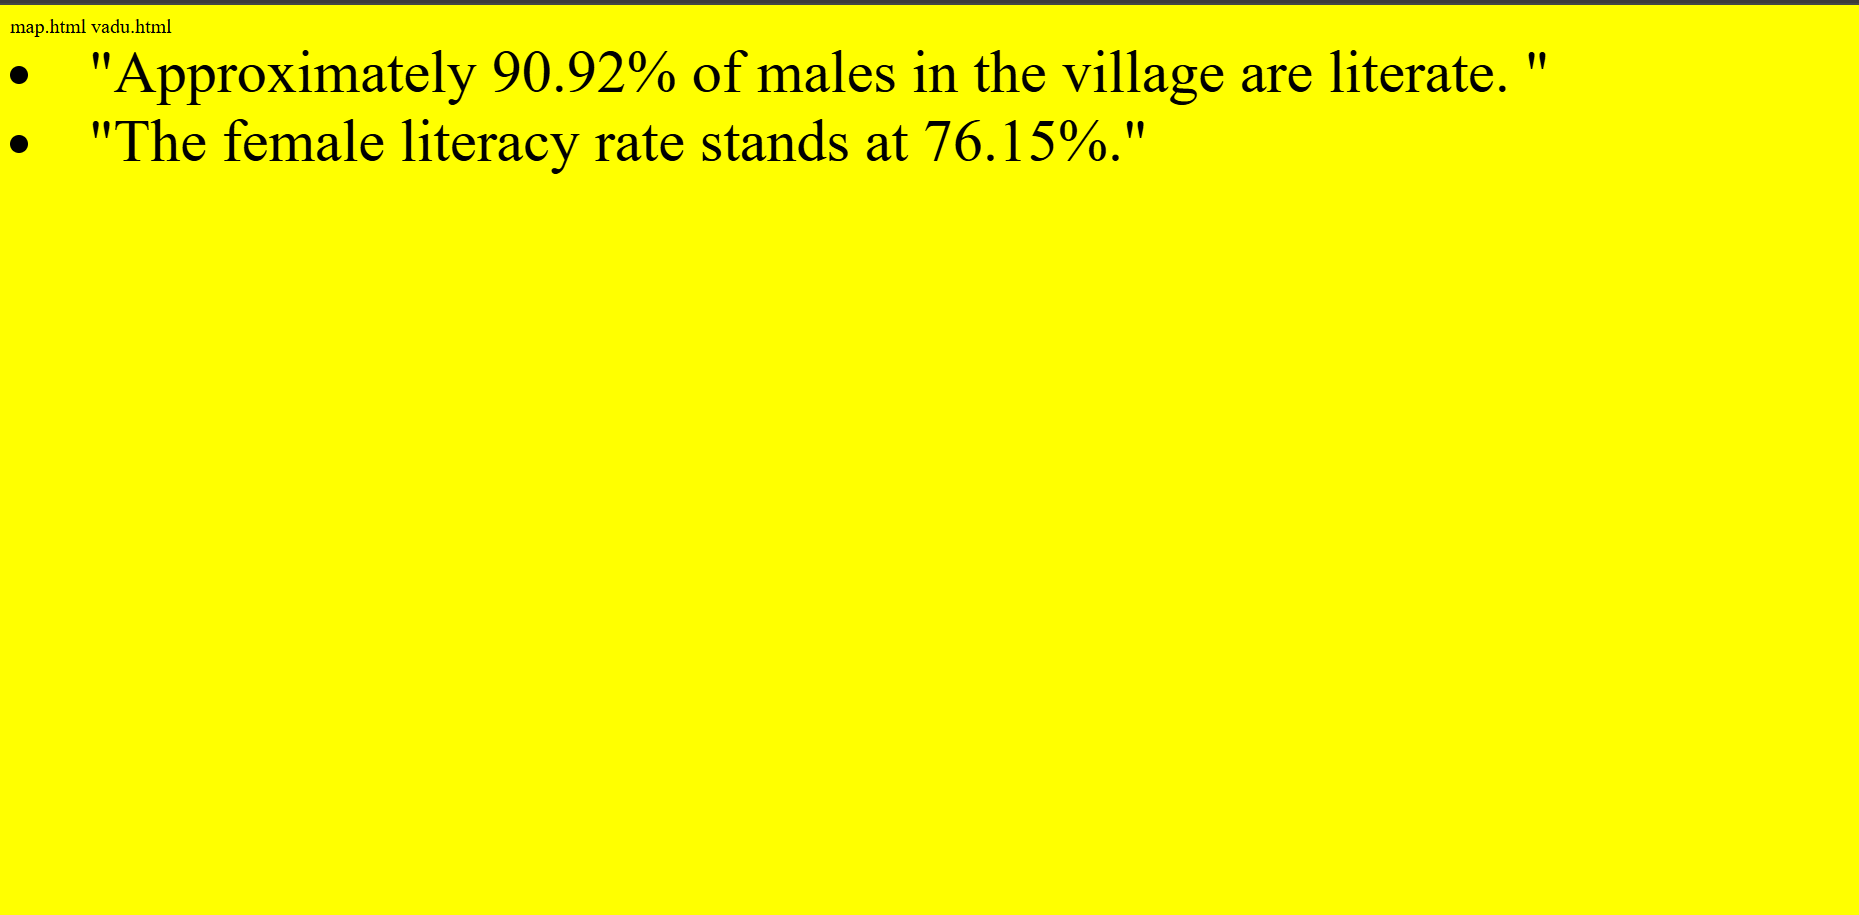 map.html vadu.html
• "Approximately 90.92% of males in the village are literate. "
• "The female literacy rate stands at 76.15%."